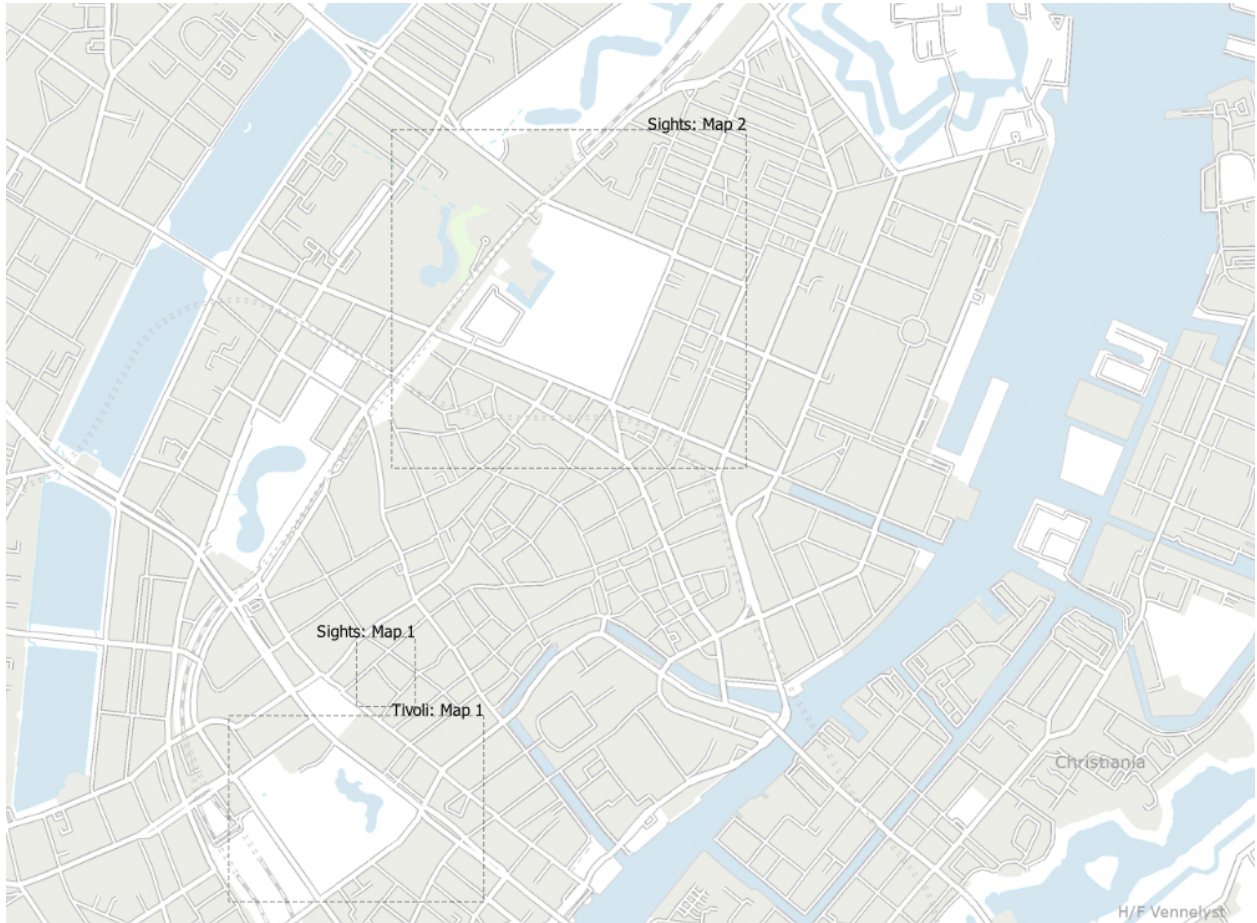 Sights: Map 2
Sights: Map 1
Tivoli: Map 1
Christiania
H/F Vennelyst